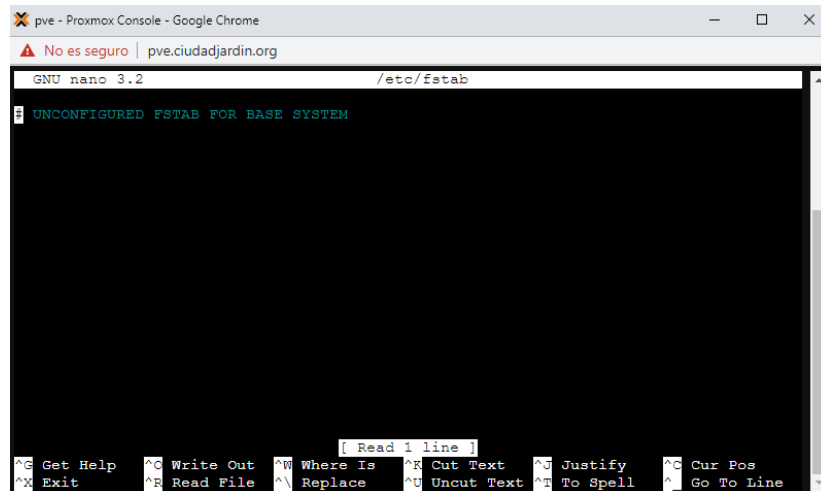 pve - Proxmox Console - Google Chrome
No es seguro | pve.ciudadjardin.org
GNU nano 3.2 /etc/fstab
# UNCONFIGURED FSTAB FOR BASE SYSTEM
[ Read 1 line ]
^G Get Help ^O Write Out ^W Where Is ^K Cut Text ^J Justify ^C Cur Pos
^X Exit ^R Read File ^\ Replace ^U Uncut Text ^T To Spell ^_ Go To Line